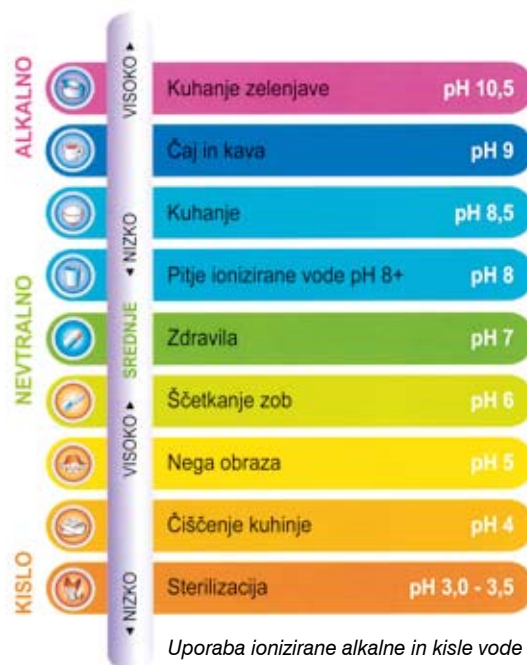 ALKALNO
NEVTRALNO
KISLO
VISOKO
NIZKO
SREDNJE
VISOKO
NIZKO
Kuhanje zelenjave pH 10,5
Čaj in kava pH 9
Kuhanje pH 8,5
Pitje ionizirane vode pH 8+ pH 8
Zdravila pH 7
Ščetkanje zob pH 6
Nega obraza pH 5
Čiščenje kuhinje pH 4
Sterilizacija pH 3,0 - 3,5
Uporaba ionizirane alkalne in kisle vode